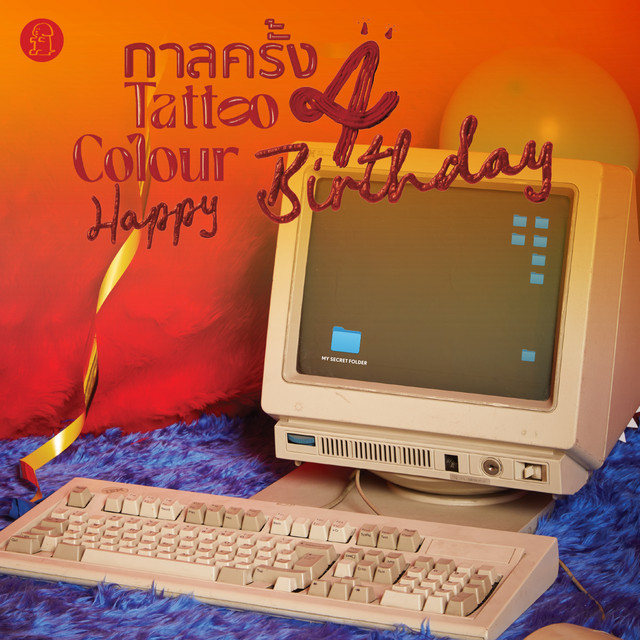 กาลครั้ง 4
Tattoo
Colour
Happy Birthday
MY SECRET FOLDER